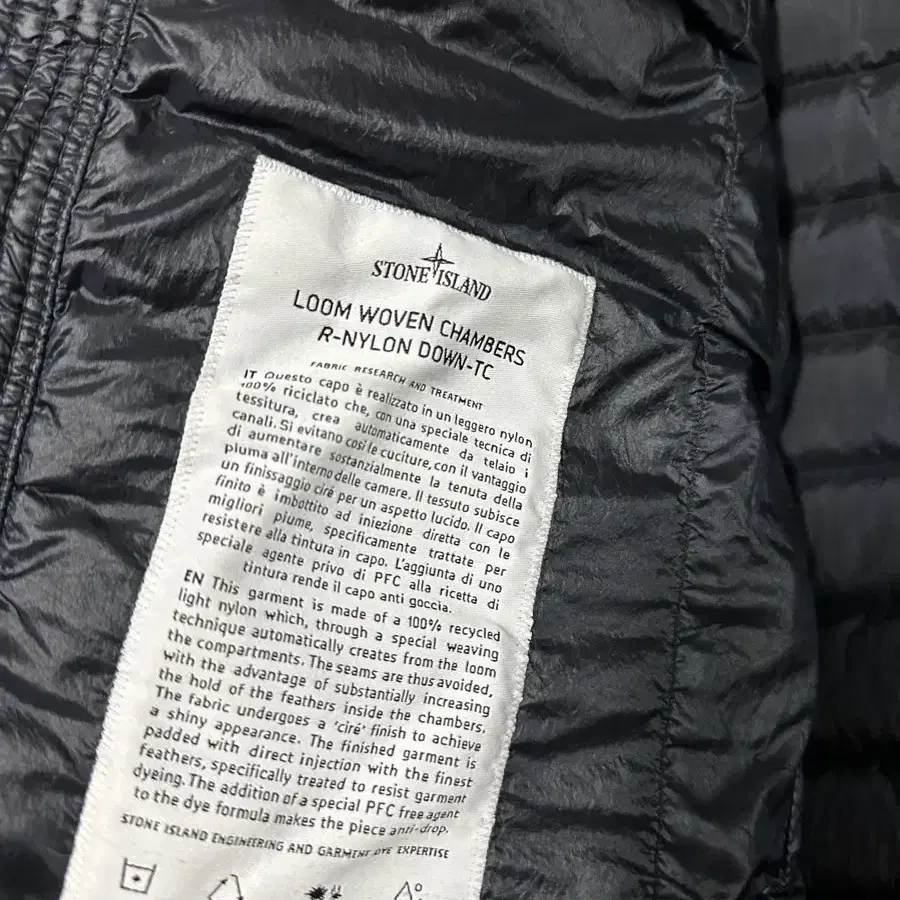 STONE ISLAND
LOOM WOVEN CHAMBERS
R-NYLON DOWN-TC
FABRIC RESEARCH AND TREATMENT
IT Questo capo è realizzato in un leggero nylon
100% riciclato che, con una speciale tecnica di
tessitura, crea automaticamente da telaio i
canali. Si evitano così le cuciture, con il vantaggio
di aumentare sostanzialmente la tenuta della
piuma all'interno delle camere. Il tessuto subisce
un finissaggio ciré per un aspetto lucido. Il capo
finito è imbottito ad iniezione diretta con le
migliori piume, specificamente trattate per
resistere alla tintura in capo. L'aggiunta di uno
speciale agente privo di PFC alla ricetta di
tintura rende il capo anti goccia.
EN This garment is made of a 100% recycled
light nylon which, through a special weaving
technique automatically creates from the loom
the compartments. The seams are thus avoided,
with the advantage of substantially increasing
the hold of the feathers inside the chambers.
The fabric undergoes a 'ciré' finish to achieve
a shiny appearance. The finished garment is
padded with direct injection with the finest
feathers, specifically treated to resist garment
dyeing. The addition of a special PFC free agent
to the dye formula makes the piece anti-drop.
STONE ISLAND ENGINEERING AND GARMENT DYE EXPERTISE